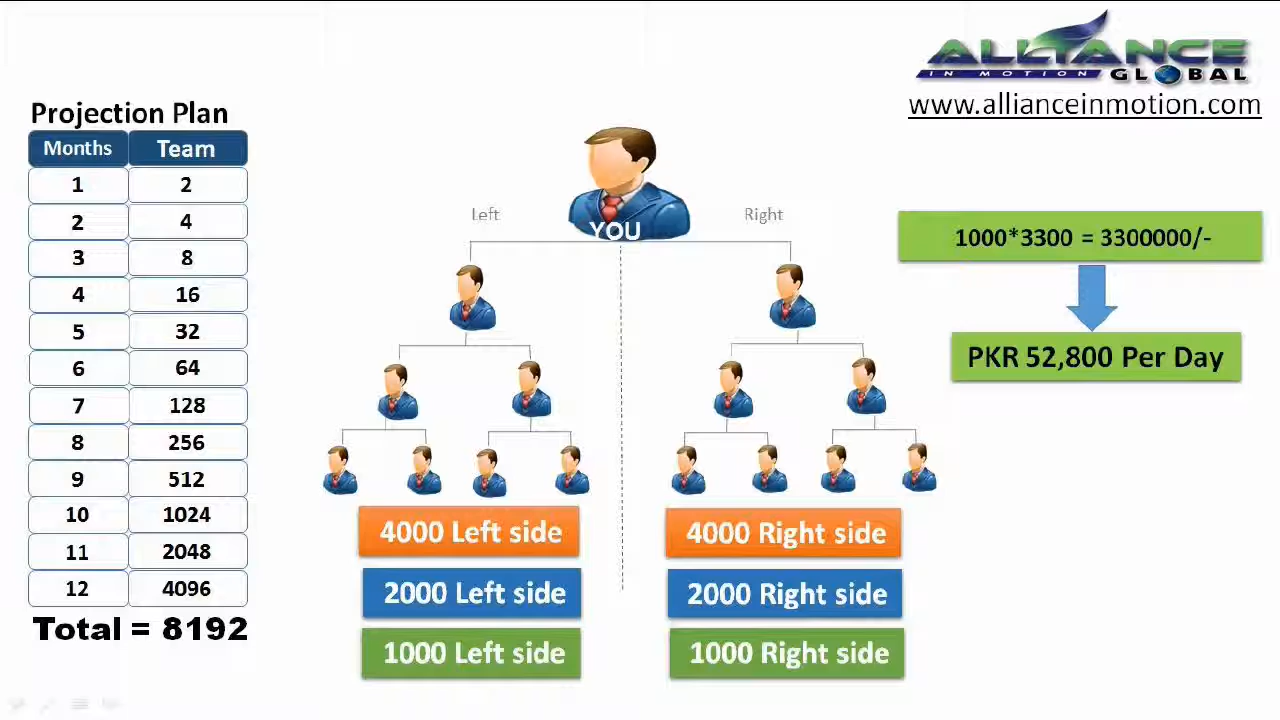 ALLIANCE
IN MOTION GLOBAL
www.allianceinmotion.com
Projection Plan
Months Team
1 2
2 4
3 8
4 16
5 32
6 64
7 128
8 256
9 512
10 1024
11 2048
12 4096
Total = 8192
Left Right
YOU
4000 Left side 4000 Right side
2000 Left side 2000 Right side
1000 Left side 1000 Right side
1000*3300 = 3300000/-
PKR 52,800 Per Day